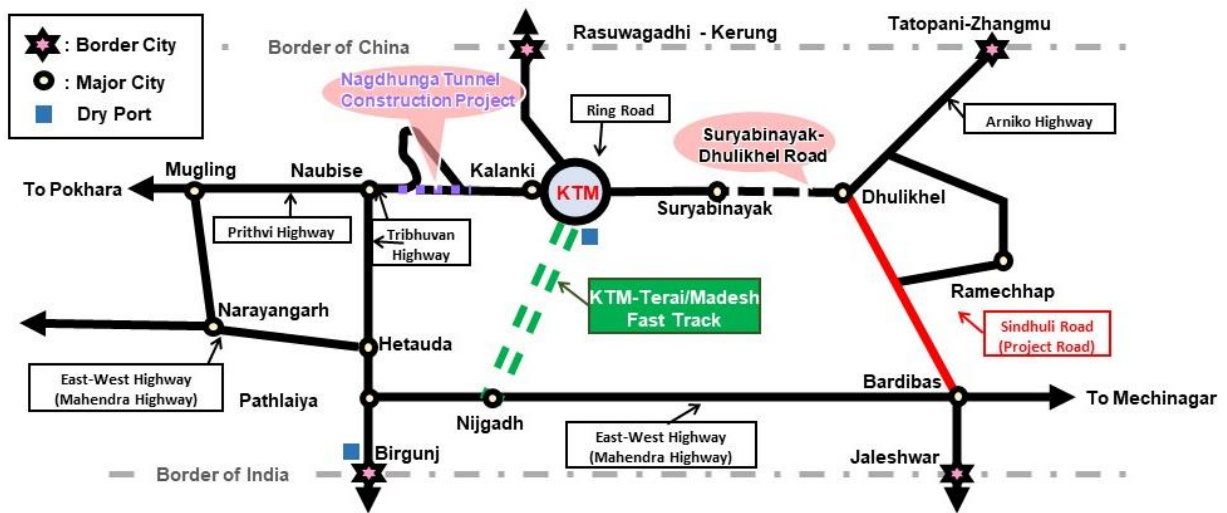 : Border City
: Major City
Dry Port
Border of China
Rasuwagadhi - Kerung
Tatopani-Zhangmu
Nagdhunga Tunnel
Construction Project
Ring Road
Arniko Highway
Suryabinayak-
Dhulikhel Road
Mugling
Naubise
Kalanki
KTM
To Pokhara
Suryabinayak
Dhulikhel
Prithvi Highway
Tribhuvan
Highway
KTM-Terai/Madesh
Fast Track
Ramechhap
Narayangarh
Sindhuli Road
(Project Road)
Hetauda
East-West Highway
(Mahendra Highway)
Pathlaiya
Nijgadh
Bardibas
To Mechinagar
East-West Highway
(Mahendra Highway)
Birgunj
Jaleshwar
Border of India